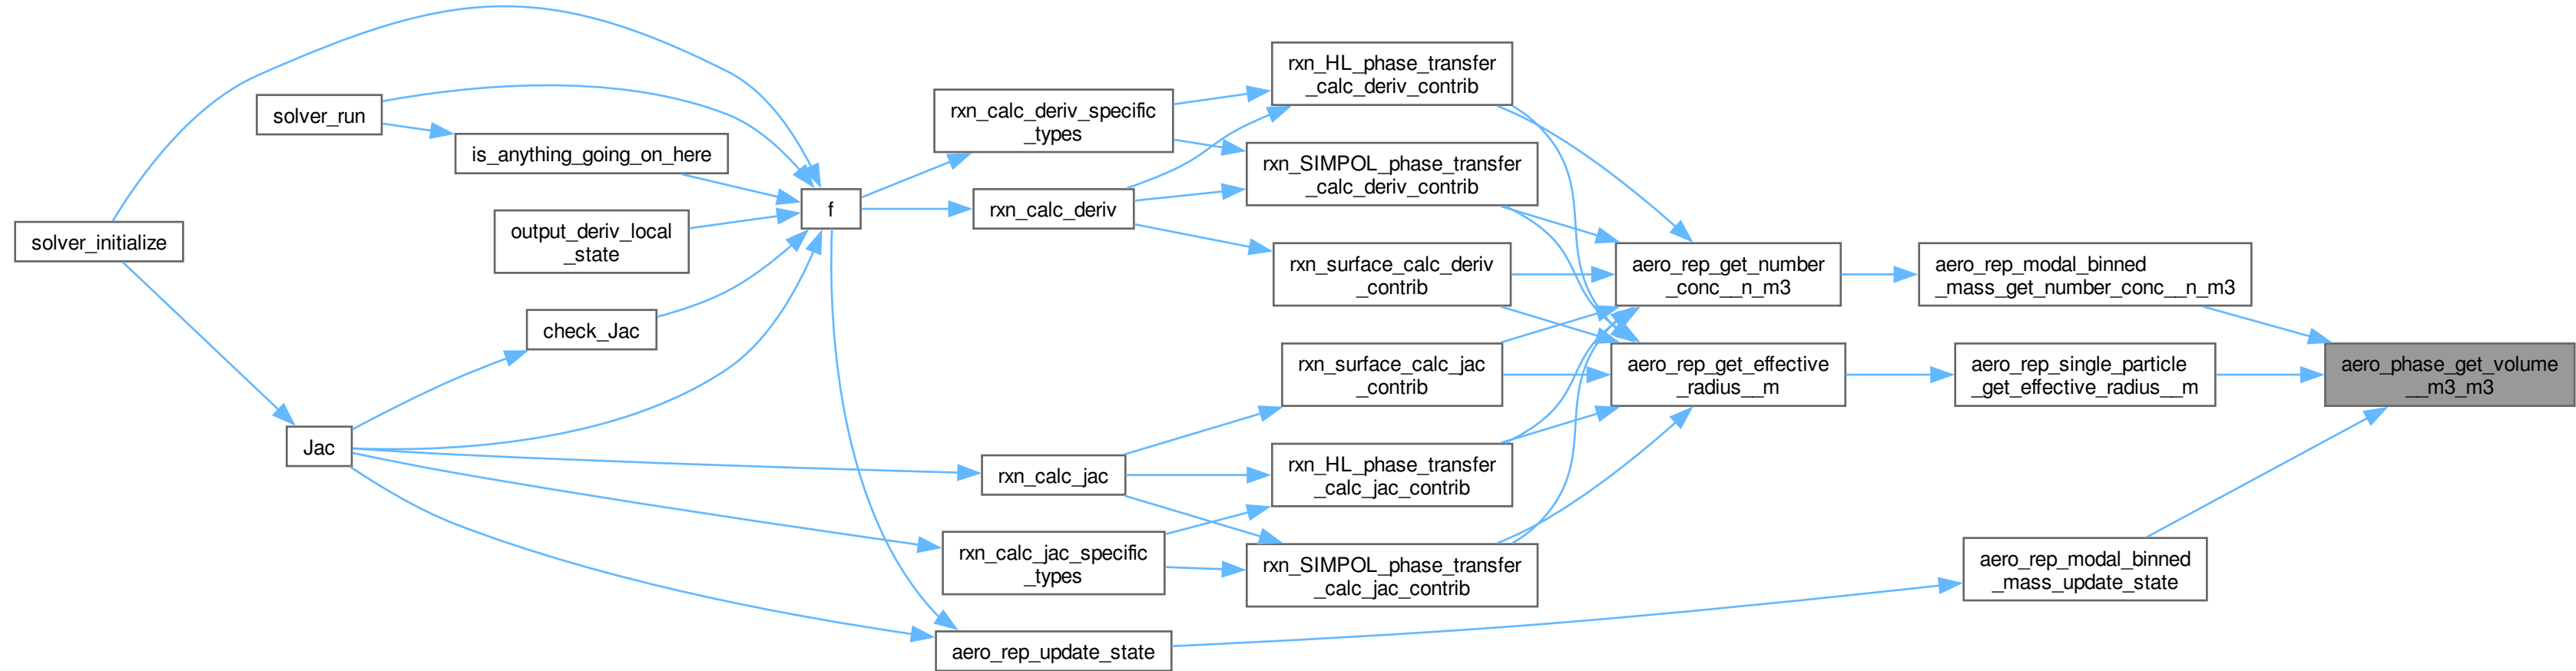 solver_initialize
solver_run
is_anything_going_on_here
output_deriv_local
_state
check_Jac
Jac
f
rxn_calc_deriv_specific
_types
rxn_calc_deriv
rxn_calc_jac
rxn_calc_jac_specific
_types
aero_rep_update_state
rxn_HL_phase_transfer
_calc_deriv_contrib
rxn_SIMPOL_phase_transfer
_calc_deriv_contrib
rxn_surface_calc_deriv
_contrib
rxn_surface_calc_jac
_contrib
rxn_HL_phase_transfer
_calc_jac_contrib
rxn_SIMPOL_phase_transfer
_calc_jac_contrib
aero_rep_get_number
_conc__n_m3
aero_rep_get_effective
_radius__m
aero_rep_modal_binned
_mass_get_number_conc__n_m3
aero_rep_single_particle
_get_effective_radius__m
aero_rep_modal_binned
_mass_update_state
aero_phase_get_volume
__m3_m3